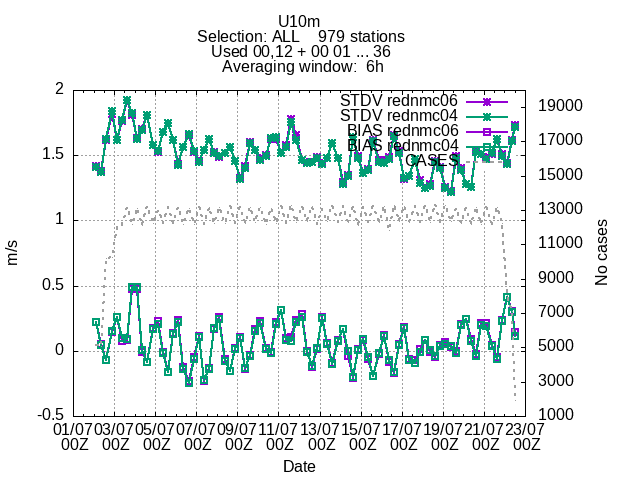 U10m
Selection: ALL    979 stations
Used 00,12 + 00 01 ... 36
Averaging window:  6h
STDV rednmc06
STDV rednmc04
BIAS rednmc06
BIAS rednmc04
CASES
2
1.5
1
0.5
0
-0.5
m/s
19000
17000
15000
13000
11000
9000
7000
5000
3000
1000
No cases
01/07 03/07 05/07 07/07 09/07 11/07 13/07 15/07 17/07 19/07 21/07 23/07
00Z 00Z 00Z 00Z 00Z 00Z 00Z 00Z 00Z 00Z 00Z 00Z
Date